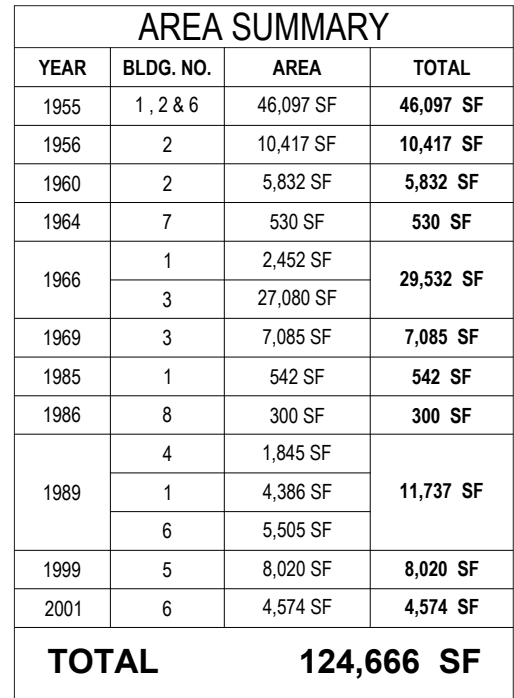 AREA SUMMARY
YEAR BLDG. NO. AREA TOTAL
1955 1 , 2 & 6 46,097 SF 46,097 SF
1956 2 10,417 SF 10,417 SF
1960 2 5,832 SF 5,832 SF
1964 7 530 SF 530 SF
1966 1 2,452 SF 29,532 SF
3 27,080 SF
1969 3 7,085 SF 7,085 SF
1985 1 542 SF 542 SF
1986 8 300 SF 300 SF
1989 4 1,845 SF 11,737 SF
1 4,386 SF
6 5,505 SF
1999 5 8,020 SF 8,020 SF
2001 6 4,574 SF 4,574 SF
TOTAL 124,666 SF